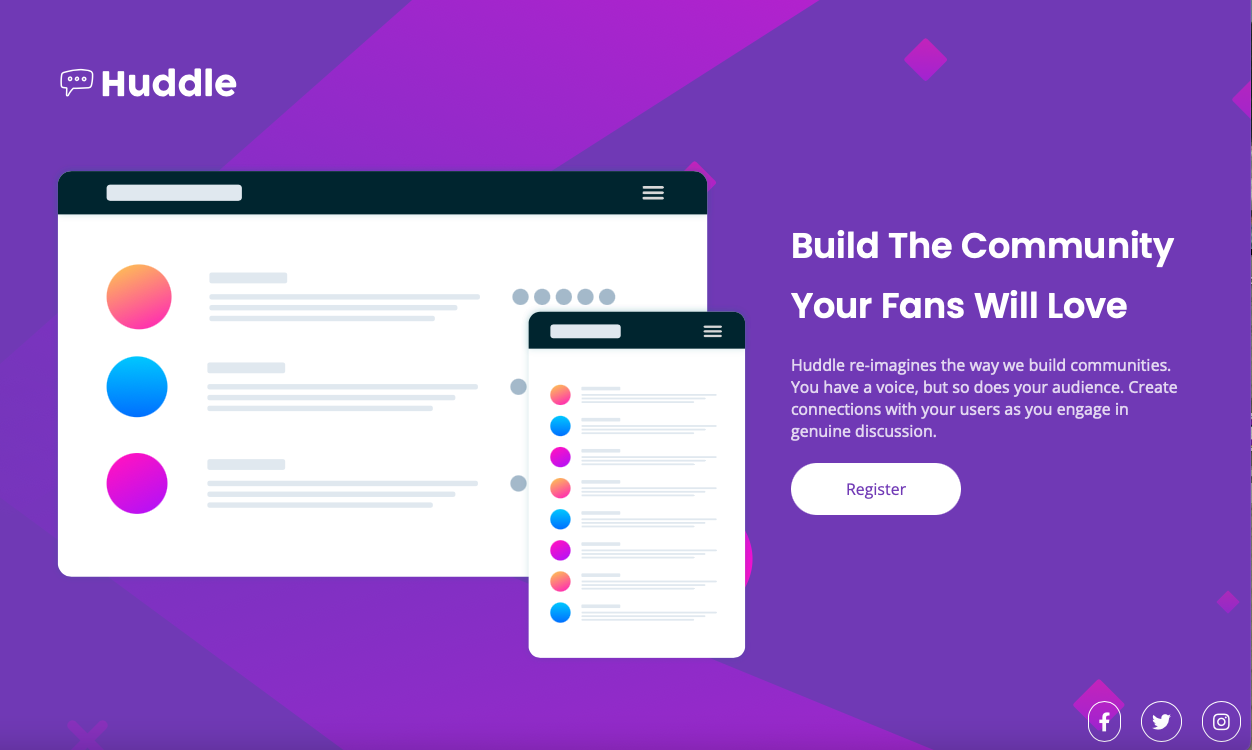 Huddle
Build The Community
Your Fans Will Love
Huddle re-imagines the way we build communities.
You have a voice, but so does your audience. Create
connections with your users as you engage in
genuine discussion.
Register